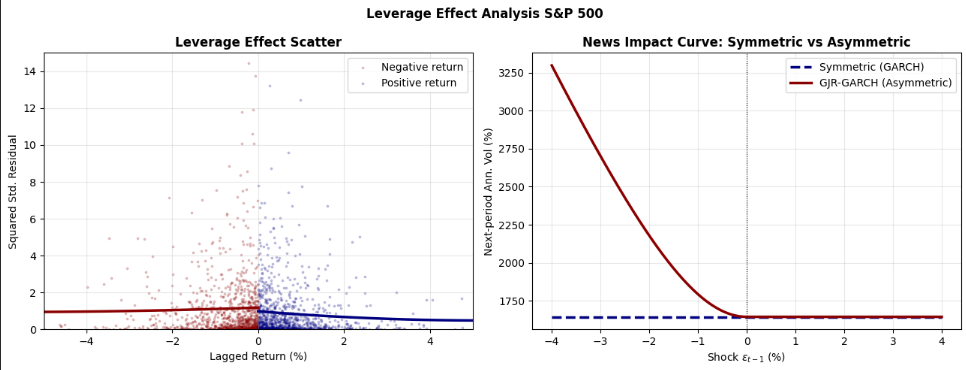 Leverage Effect Analysis S&P 500
Leverage Effect Scatter
Negative return
Positive return
Squared Std. Residual
14
12
10
8
6
4
2
0
−4
−2
0
2
4
Lagged Return (%)
News Impact Curve: Symmetric vs Asymmetric
Symmetric (GARCH)
GJR-GARCH (Asymmetric)
Next-period Ann. Vol (%)
3250
3000
2750
2500
2250
2000
1750
−4
−3
−2
−1
0
1
2
3
4
Shock εt−1 (%)